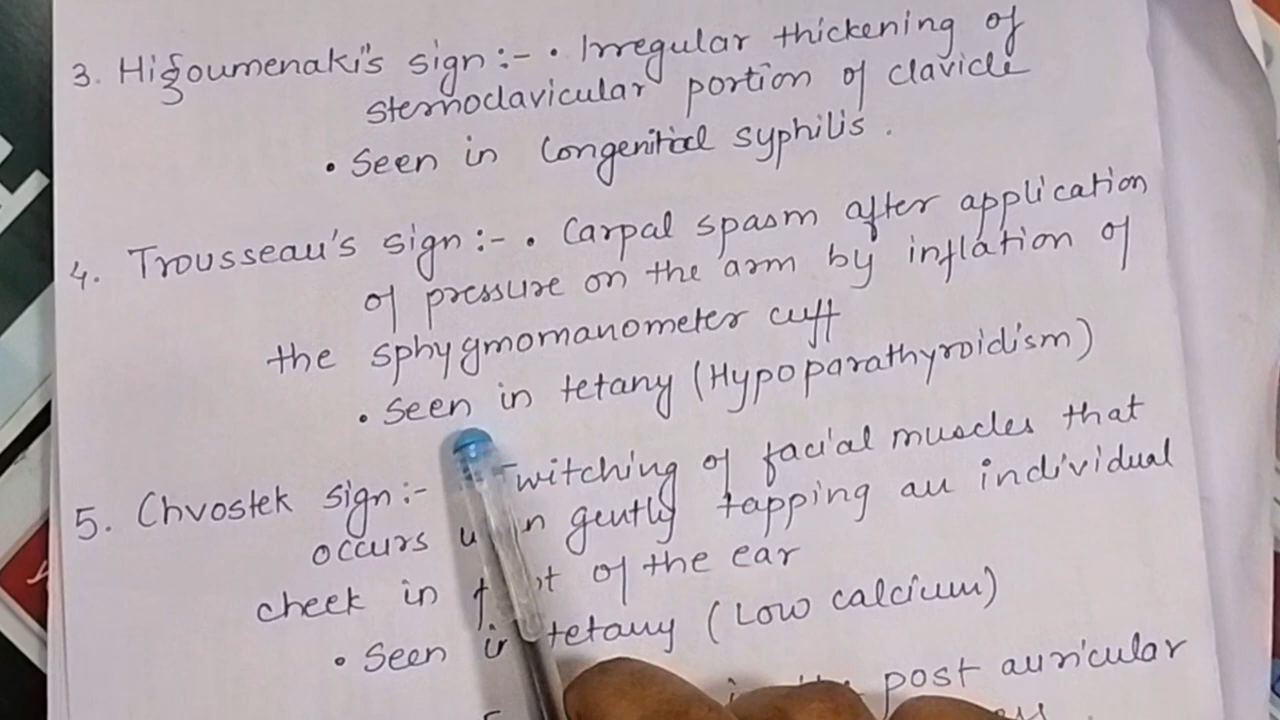 3. Higoumenaki's sign :- • Irregular thickening of
sternoclavicular portion of clavicle
• Seen in Congenital syphilis.
4. Trousseau's sign :- • Carpal spasm after application
of pressure on the arm by inflation of
the sphygmomanometer cuff
• Seen in tetany (Hypoparathyroidism)
5. Chvostek sign :- Twitching of facial muscles that
occurs gently tapping an individual
cheek in of the ear
• Seen in tetany (Low calcium)
post auricular